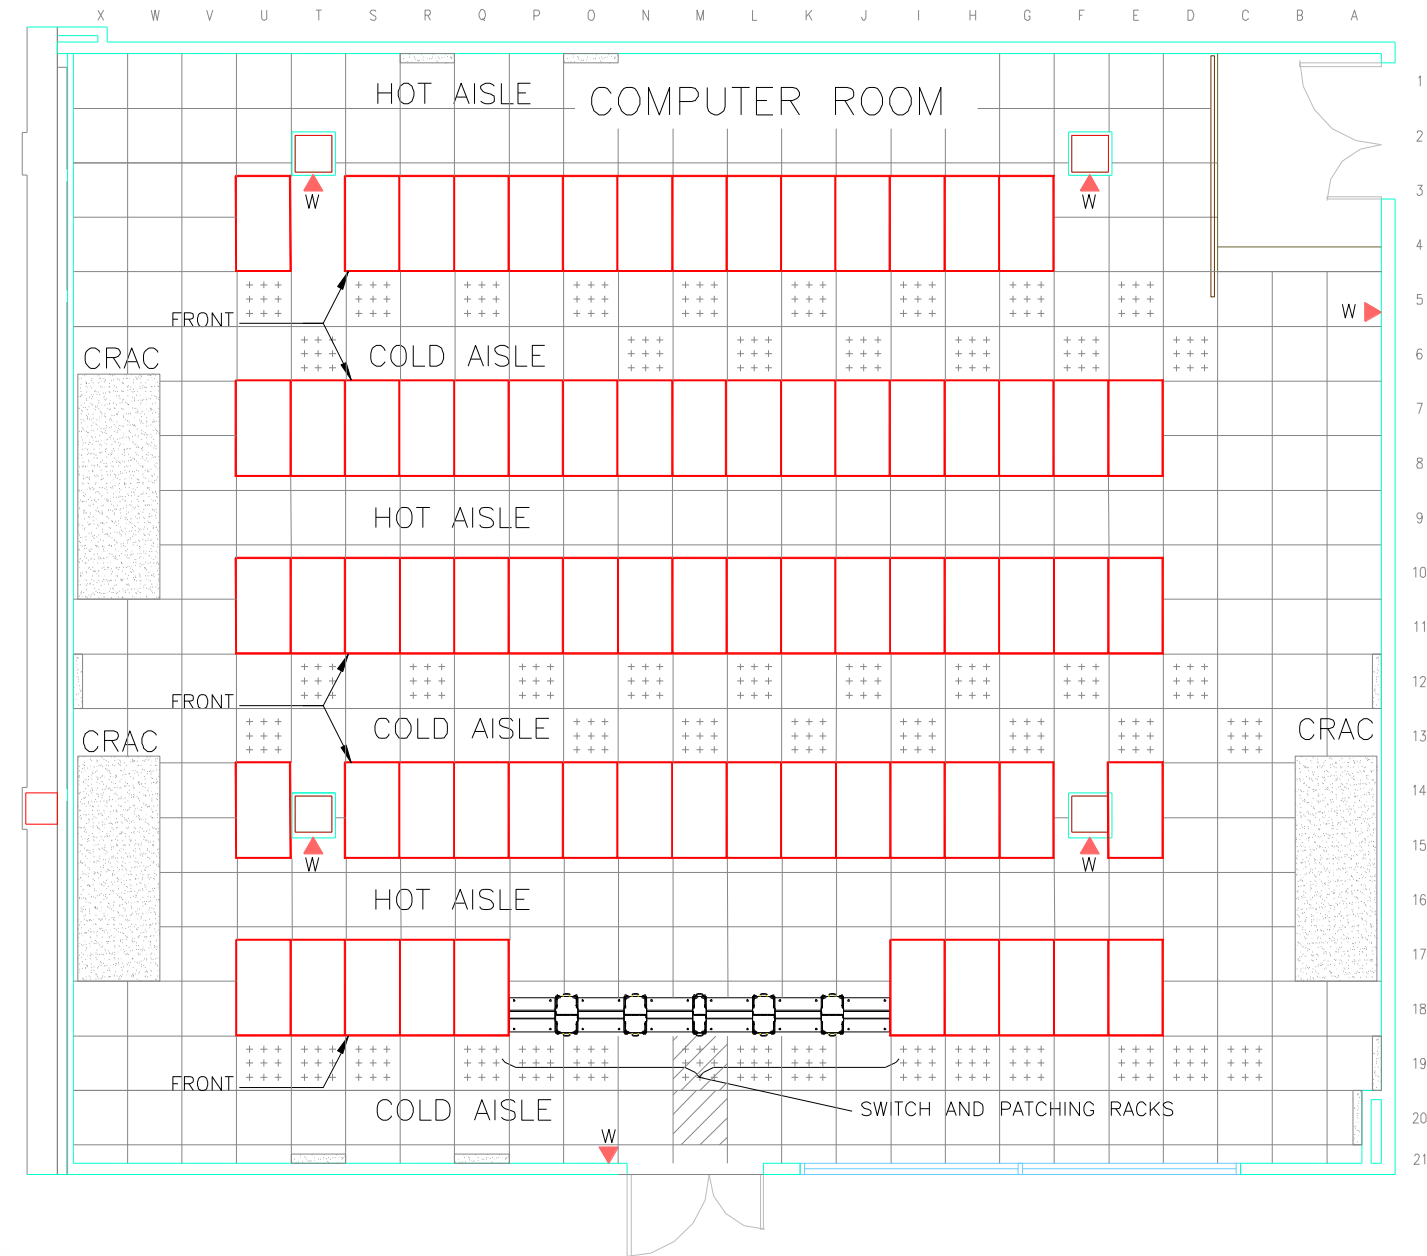 X W V U T S R Q P O N M L K J I H G F E D C B A
HOT AISLE
COMPUTER ROOM
1
2
3
W
W
4
5
W
FRONT
CRAC
COLD AISLE
6
7
8
HOT AISLE
9
10
11
12
FRONT
CRAC
COLD AISLE
CRAC
13
14
15
W
W
HOT AISLE
16
17
18
19
FRONT
COLD AISLE
SWITCH AND PATCHING RACKS
20
W
21